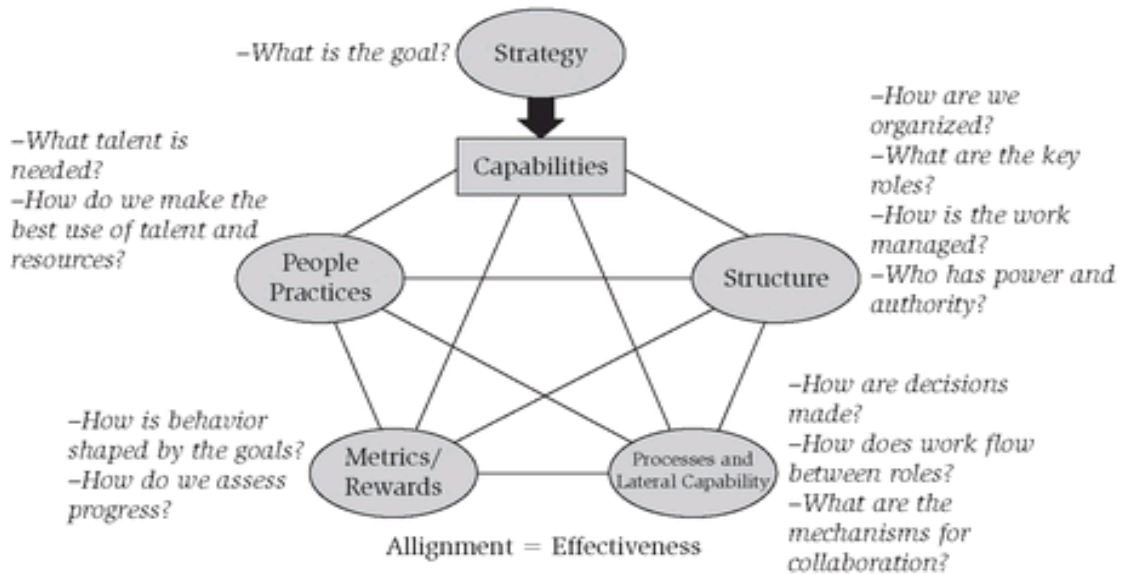 –What is the goal?
Strategy
Capabilities
–What talent is
needed?
–How do we make the
best use of talent and
resources?
People
Practices
Structure
–How are we
organized?
–What are the key
roles?
–How is the work
managed?
–Who has power and
authority?
–How is behavior
shaped by the goals?
–How do we assess
progress?
Metrics/
Rewards
Processes and
Lateral Capability
–How are decisions
made?
–How does work flow
between roles?
–What are the
mechanisms for
collaboration?
Allignment = Effectiveness